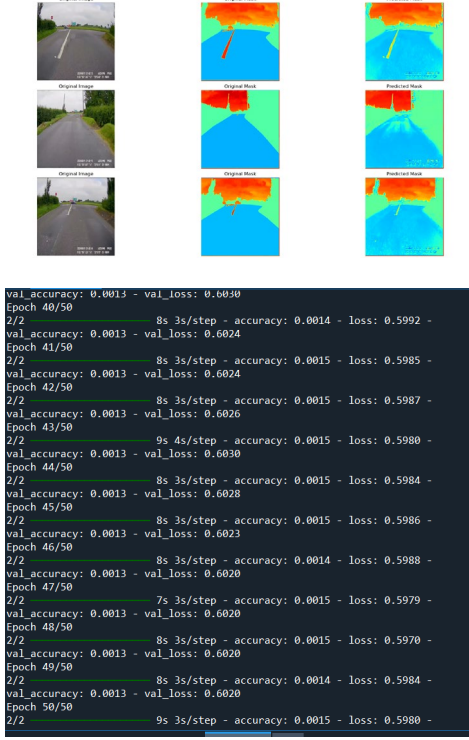 Original Image Original Mask Predicted Mask
Original Image Original Mask Predicted Mask
val_accuracy: 0.0013 - val_loss: 0.6030
Epoch 40/50
2/2 8s 3s/step - accuracy: 0.0014 - loss: 0.5992 -
val_accuracy: 0.0013 - val_loss: 0.6024
Epoch 41/50
2/2 8s 3s/step - accuracy: 0.0015 - loss: 0.5985 -
val_accuracy: 0.0013 - val_loss: 0.6024
Epoch 42/50
2/2 8s 3s/step - accuracy: 0.0015 - loss: 0.5987 -
val_accuracy: 0.0013 - val_loss: 0.6026
Epoch 43/50
2/2 9s 4s/step - accuracy: 0.0015 - loss: 0.5980 -
val_accuracy: 0.0013 - val_loss: 0.6030
Epoch 44/50
2/2 8s 3s/step - accuracy: 0.0015 - loss: 0.5984 -
val_accuracy: 0.0013 - val_loss: 0.6028
Epoch 45/50
2/2 8s 3s/step - accuracy: 0.0015 - loss: 0.5986 -
val_accuracy: 0.0013 - val_loss: 0.6023
Epoch 46/50
2/2 8s 3s/step - accuracy: 0.0014 - loss: 0.5988 -
val_accuracy: 0.0013 - val_loss: 0.6020
Epoch 47/50
2/2 7s 3s/step - accuracy: 0.0015 - loss: 0.5979 -
val_accuracy: 0.0013 - val_loss: 0.6020
Epoch 48/50
2/2 8s 3s/step - accuracy: 0.0015 - loss: 0.5970 -
val_accuracy: 0.0013 - val_loss: 0.6020
Epoch 49/50
2/2 8s 3s/step - accuracy: 0.0014 - loss: 0.5984 -
val_accuracy: 0.0013 - val_loss: 0.6020
Epoch 50/50
2/2 9s 3s/step - accuracy: 0.0015 - loss: 0.5980 -